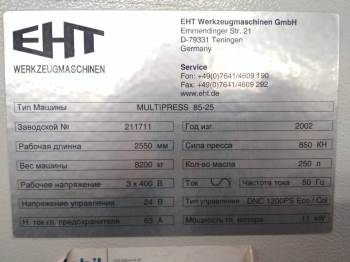 EHT
WERKZEUGMASCHINEN
EHT Werkzeugmaschinen GmbH
Emmendinger Str. 21
D-79331 Teningen
Germany
Service
Fon: +49(0)7641/4609 190
Fax: +49(0)7641/4609 292
www.eht.de
Тип Машины MULTIPRESS 85-25
Заводской № 211711 Год изг. 2002
Рабочая длинна 2550 мм Сила пресса 850 КН
Вес машины 8200 кг Кол-во масла 250 л
Рабочее напряжение 3 x 400 В Ток Частота тока 50 Гц
Напряжение управления 24 В Тип управления DNC 1200PS Eco / Col
Н. ток гл. предохранителя 63 А Мощность гл. мотора 11 кW